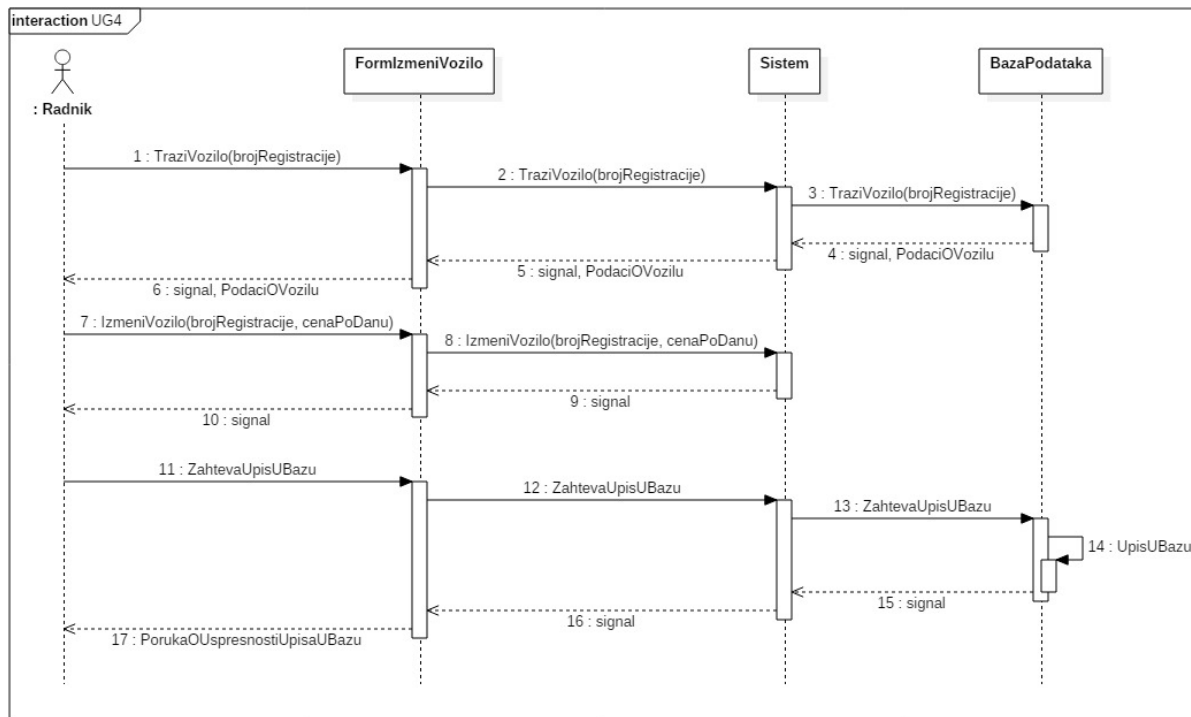 interaction UG4
: Radnik
FormIzmeniVozilo
Sistem
BazaPodataka
1 : TraziVozilo(brojRegistracije)
2 : TraziVozilo(brojRegistracije)
3 : TraziVozilo(brojRegistracije)
4 : signal, PodaciOVozilu
5 : signal, PodaciOVozilu
6 : signal, PodaciOVozilu
7 : IzmeniVozilo(brojRegistracije, cenaPoDanu)
8 : IzmeniVozilo(brojRegistracije, cenaPoDanu)
9 : signal
10 : signal
11 : ZahtevaUpisUBazu
12 : ZahtevaUpisUBazu
13 : ZahtevaUpisUBazu
14 : UpisUBazu
15 : signal
16 : signal
17 : PorukaOUspresnostiUpisaUBazu